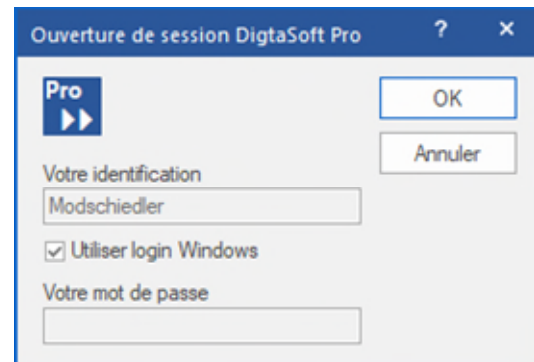 Ouverture de session DigtaSoft Pro ? ×
Pro
OK
Annuler
Votre identification
Modschiedler
Utiliser login Windows
Votre mot de passe